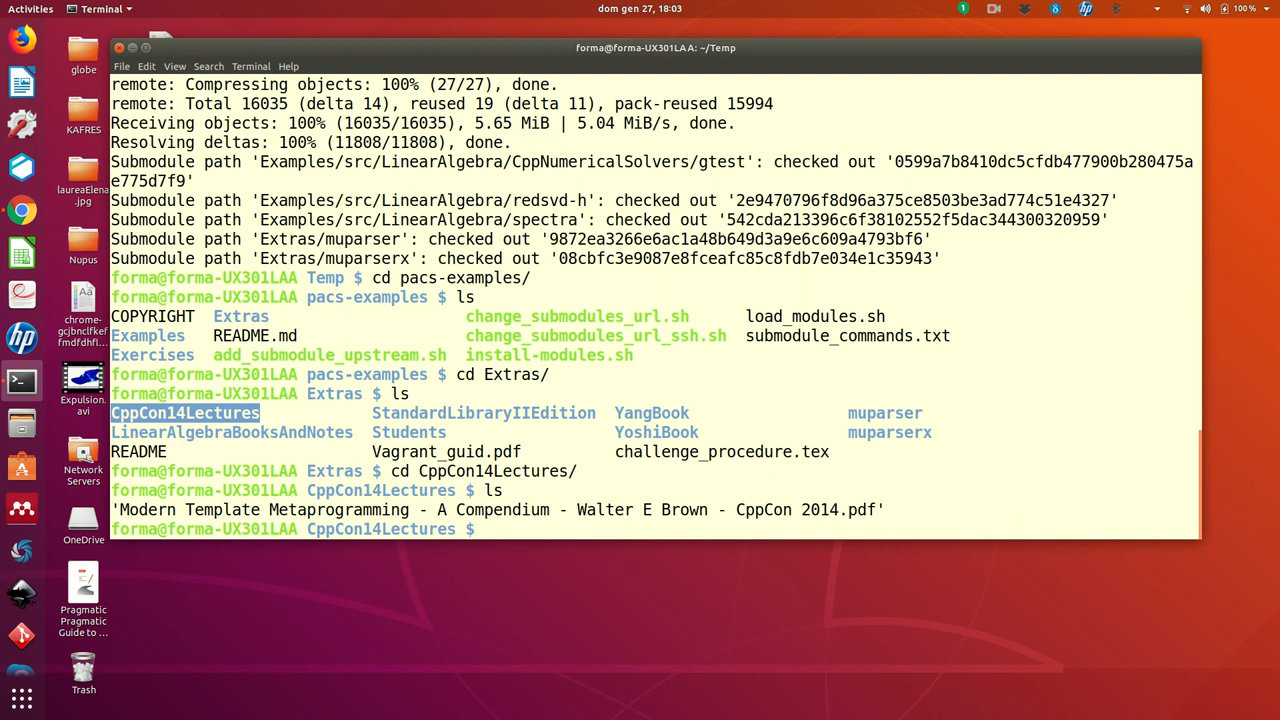 Activities Terminal dom gen 27, 18:03 100 %
forma@forma-UX301LAA: ~/Temp
File Edit View Search Terminal Help
remote: Compressing objects: 100% (27/27), done.
remote: Total 16035 (delta 14), reused 19 (delta 11), pack-reused 15994
Receiving objects: 100% (16035/16035), 5.65 MiB | 5.04 MiB/s, done.
Resolving deltas: 100% (11808/11808), done.
Submodule path 'Examples/src/LinearAlgebra/CppNumericalSolvers/gtest': checked out '0599a7b8410dc5cfdb477900b280475a
e775d7f9'
Submodule path 'Examples/src/LinearAlgebra/redsvd-h': checked out '2e9470976f8d96a375ce8503be3ad774c51e4327'
Submodule path 'Examples/src/LinearAlgebra/spectra': checked out '542cda213396c6f38102552f5dac344300320959'
Submodule path 'Extras/muparser': checked out '9872ea3266e6ac1a48b649d3a9e6c609a4793bf6'
Submodule path 'Extras/muparserx': checked out '08cbfc3e9087e8fceafc85c8fdb7e034e1c35943'
forma@forma-UX301LAA Temp $ cd pacs-examples/
forma@forma-UX301LAA pacs-examples $ ls
COPYRIGHT Extras change_submodules_url.sh load_modules.sh
Examples README.md change_submodules_url_ssh.sh submodule_commands.txt
Exercises add_submodule_upstream.sh install-modules.sh
forma@forma-UX301LAA pacs-examples $ cd Extras/
forma@forma-UX301LAA Extras $ ls
CppCon14Lectures StandardLibraryIIEdition YangBook muparser
LinearAlgebraBooksAndNotes Students YoshiBook muparserx
README Vagrant_guid.pdf challenge_procedure.tex
forma@forma-UX301LAA Extras $ cd CppCon14Lectures/
forma@forma-UX301LAA CppCon14Lectures $ ls
'Modern Template Metaprogramming - A Compendium - Walter E Brown - CppCon 2014.pdf'
forma@forma-UX301LAA CppCon14Lectures $
globe
KAFRES
laureaElena.
jpg
Nupus
chrome-
gcjbnclfkef
fmdfdhfl...
Expulsion.
avi
Network
Servers
OneDrive
Pragmatic
Pragmatic
Guide to ...
Trash